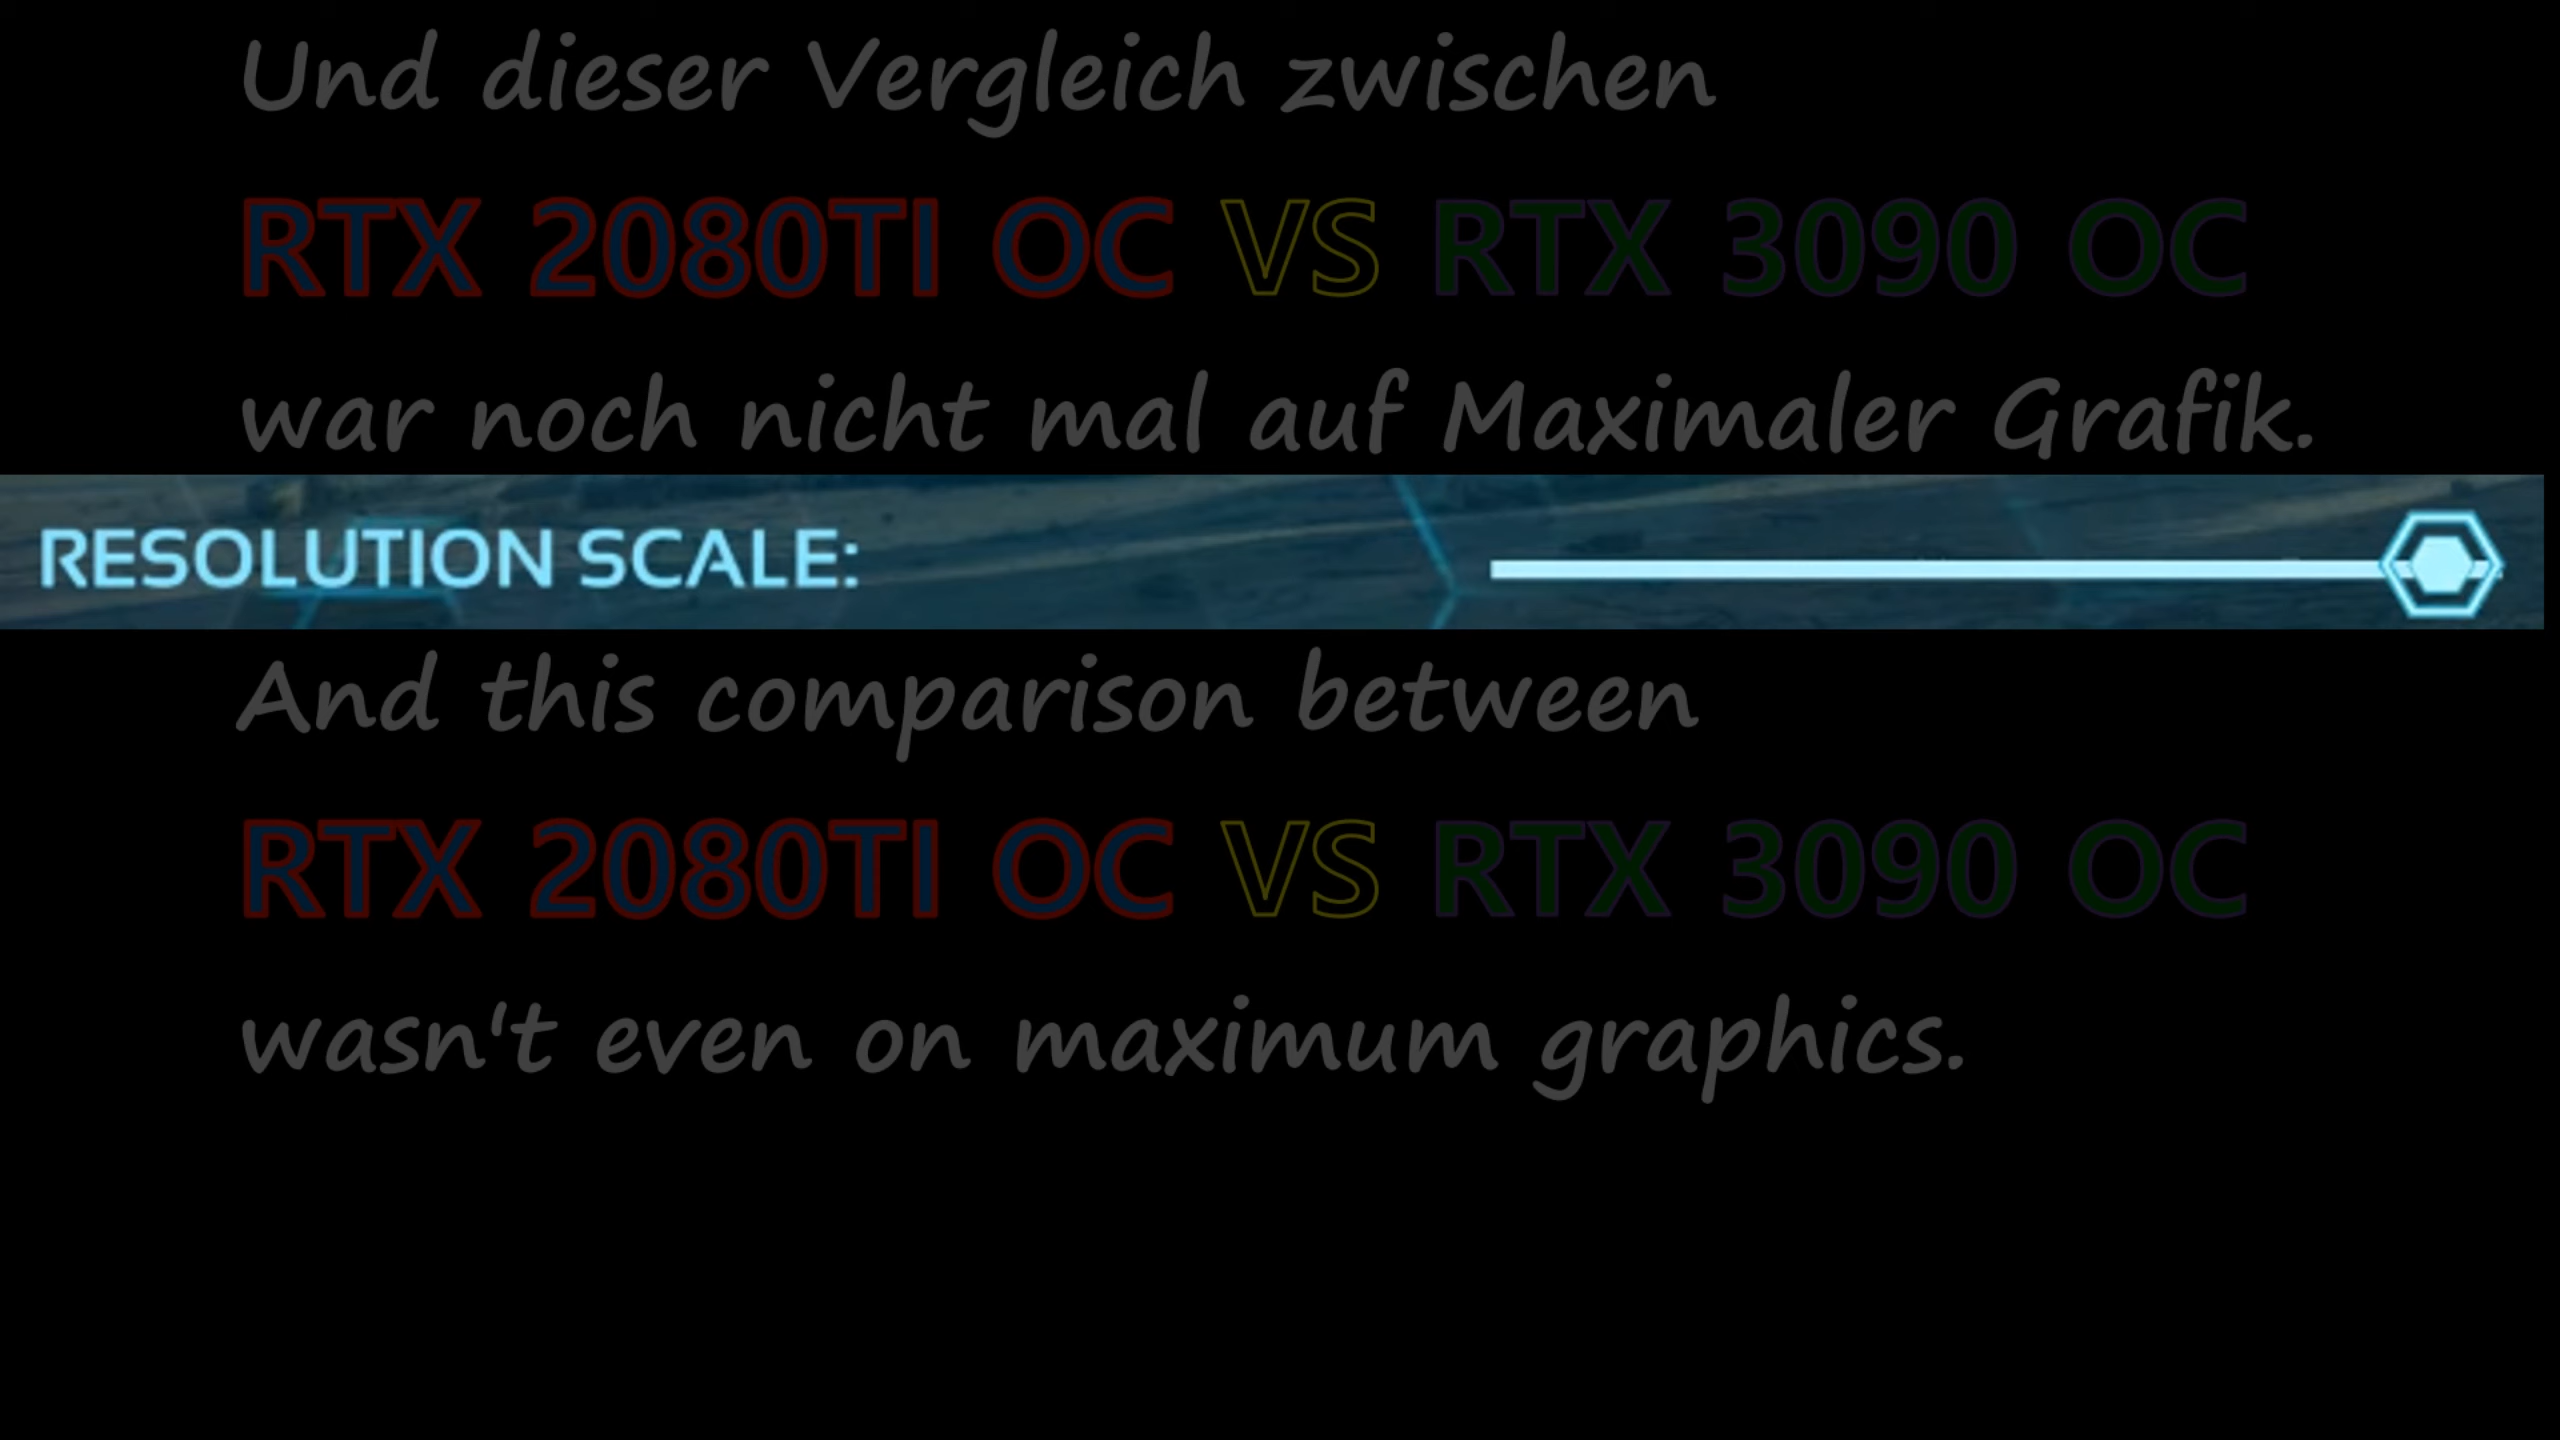 Und dieser Vergleich zwischen
RTX 2080TI OC VS RTX 3090 OC
war noch nicht mal auf Maximaler Grafik.
RESOLUTION SCALE:
And this comparison between
RTX 2080TI OC VS RTX 3090 OC
wasn't even on maximum graphics.